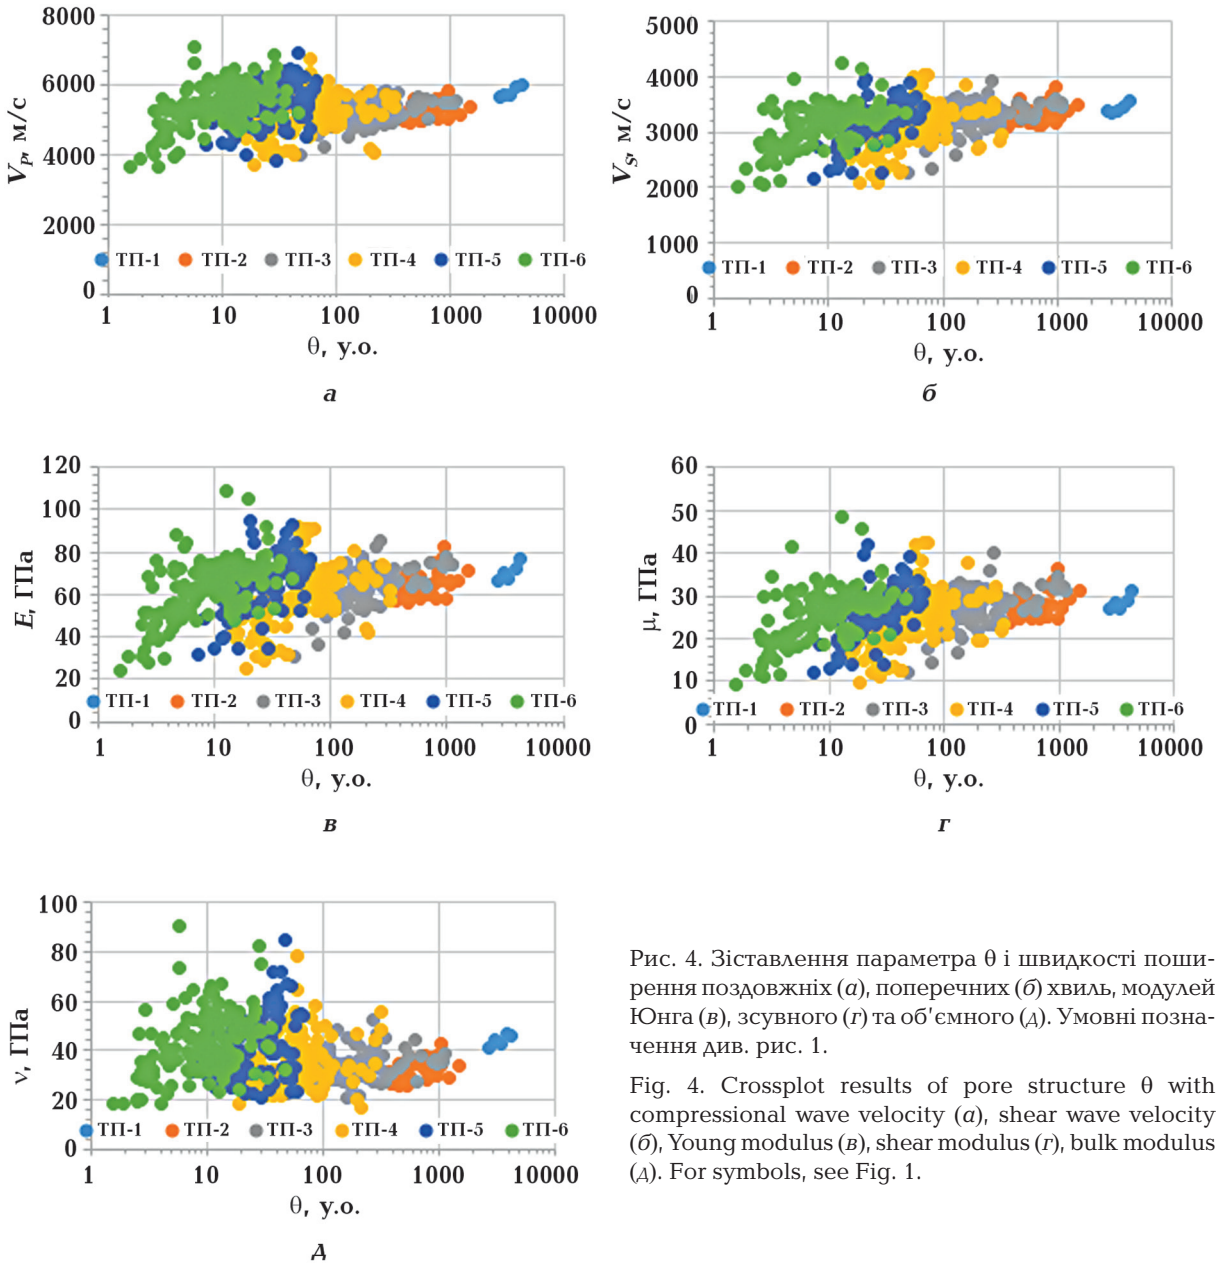 8000
6000
4000
2000
0
V_P, м/с
ТП-1 ТП-2 ТП-3 ТП-4 ТП-5 ТП-6
1 10 100 1000 10000
θ, у.о.
а
5000
4000
3000
2000
1000
0
V_S, м/с
ТП-1 ТП-2 ТП-3 ТП-4 ТП-5 ТП-6
1 10 100 1000 10000
θ, у.о.
б
120
100
80
60
40
20
0
E, ГПа
ТП-1 ТП-2 ТП-3 ТП-4 ТП-5 ТП-6
1 10 100 1000 10000
θ, у.о.
в
60
50
40
30
20
10
0
μ, ГПа
ТП-1 ТП-2 ТП-3 ТП-4 ТП-5 ТП-6
1 10 100 1000 10000
θ, у.о.
г
100
80
60
40
20
0
ν, ГПа
ТП-1 ТП-2 ТП-3 ТП-4 ТП-5 ТП-6
1 10 100 1000 10000
θ, у.о.
д
Рис. 4. Зіставлення параметра θ і швидкості поши-
рення поздовжніх (а), поперечних (б) хвиль, модулей
Юнга (в), зсувного (г) та об’ємного (д). Умовні позна-
чення див. рис. 1.
Fig. 4. Crossplot results of pore structure θ with
compressional wave velocity (а), shear wave velocity
(б), Young modulus (в), shear modulus (г), bulk modulus
(д). For symbols, see Fig. 1.